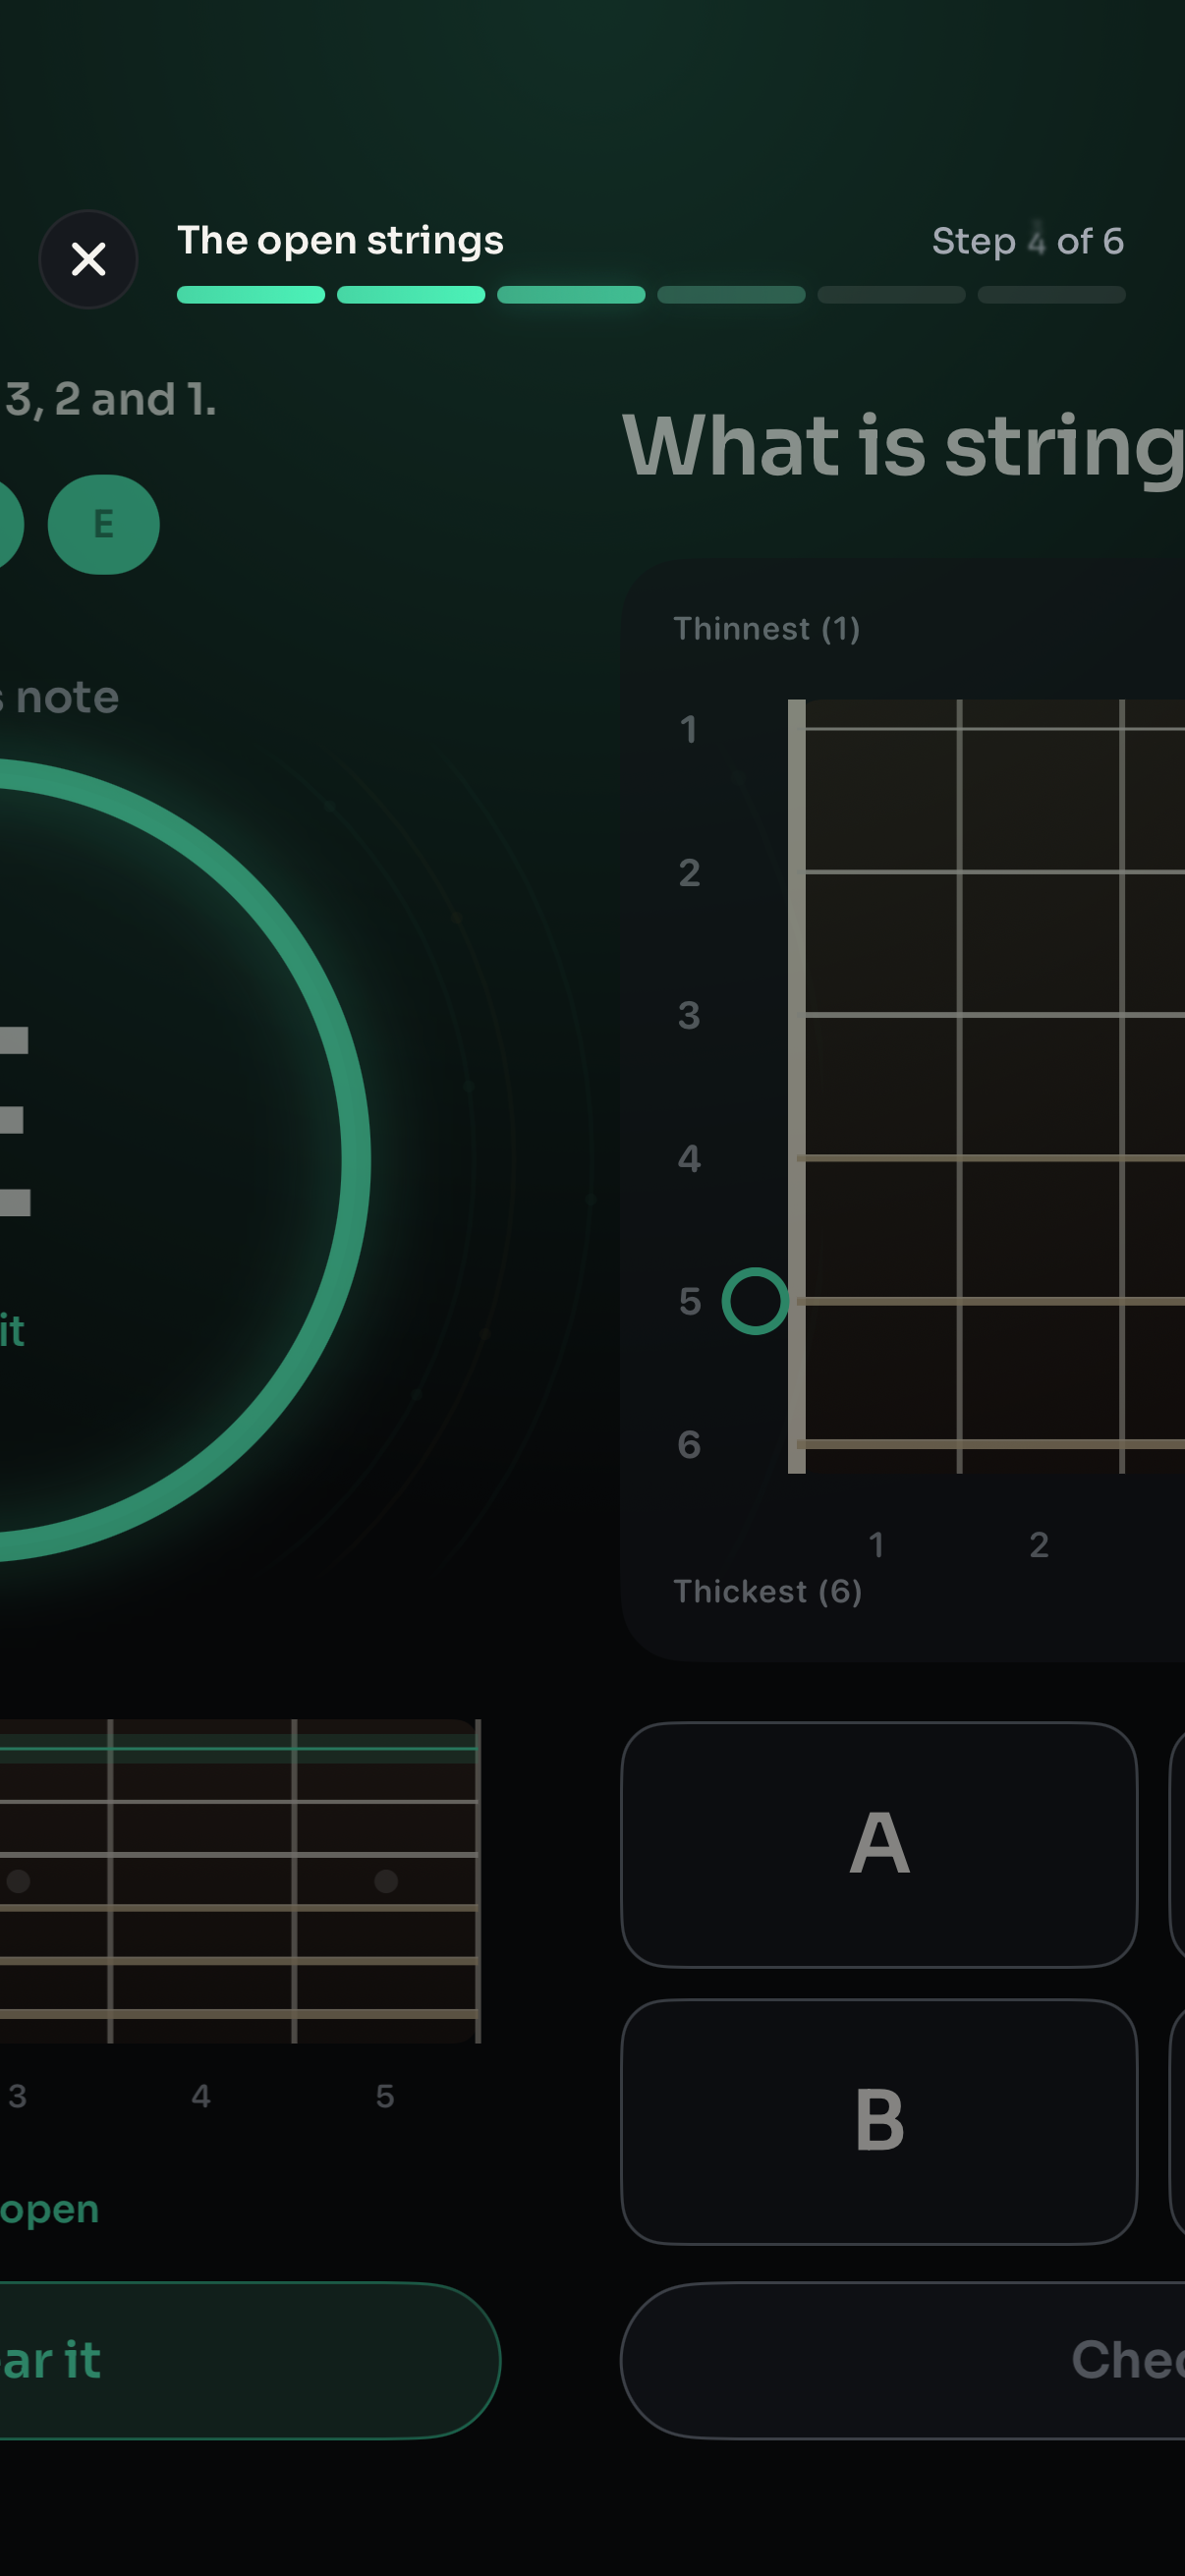 The open strings
Step 4 of 6
3, 2 and 1.
E
note
E
it
3 4 5
open
ar it
What is string
Thinnest (1)
1
2
3
4
5
6
1 2
Thickest (6)
A
B
Chec